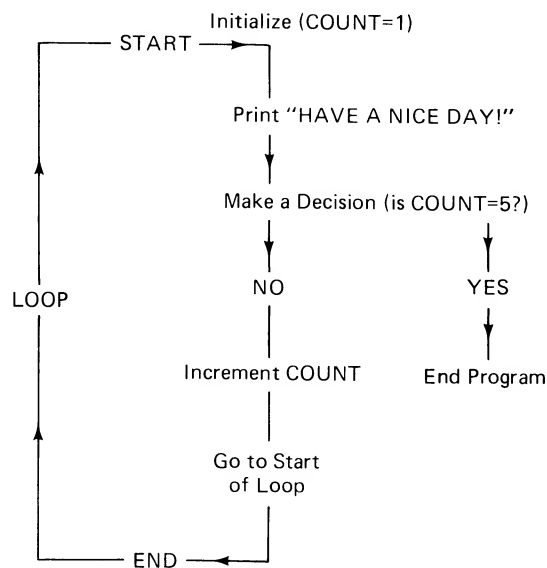 Initialize (COUNT=1)
START
Print “HAVE A NICE DAY!”
Make a Decision (is COUNT=5?)
LOOP
NO
YES
Increment COUNT
End Program
Go to Start
of Loop
END